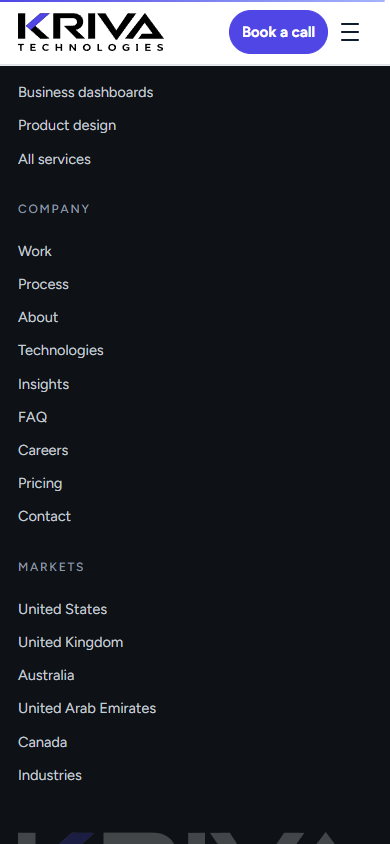 KRIVA
TECHNOLOGIES
Book a call
Business dashboards
Product design
All services
COMPANY
Work
Process
About
Technologies
Insights
FAQ
Careers
Pricing
Contact
MARKETS
United States
United Kingdom
Australia
United Arab Emirates
Canada
Industries
KRIVA